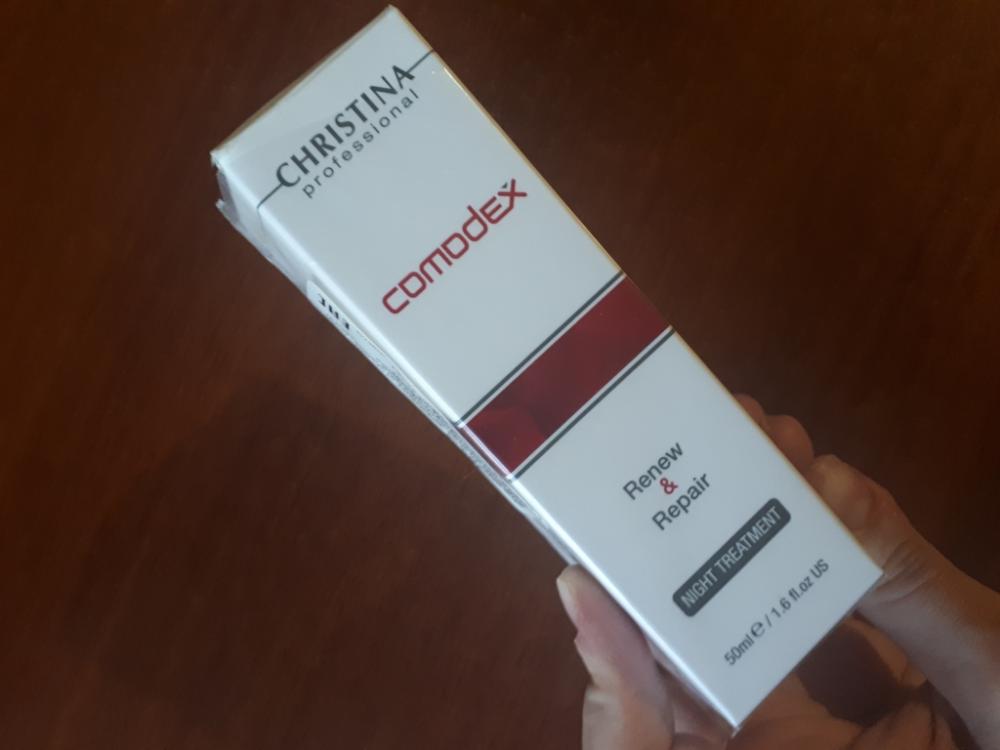 CHRISTINA
professional
comodex
Renew
&
Repair
NIGHT TREATMENT
50ml℮ / 1.6 fl.oz US